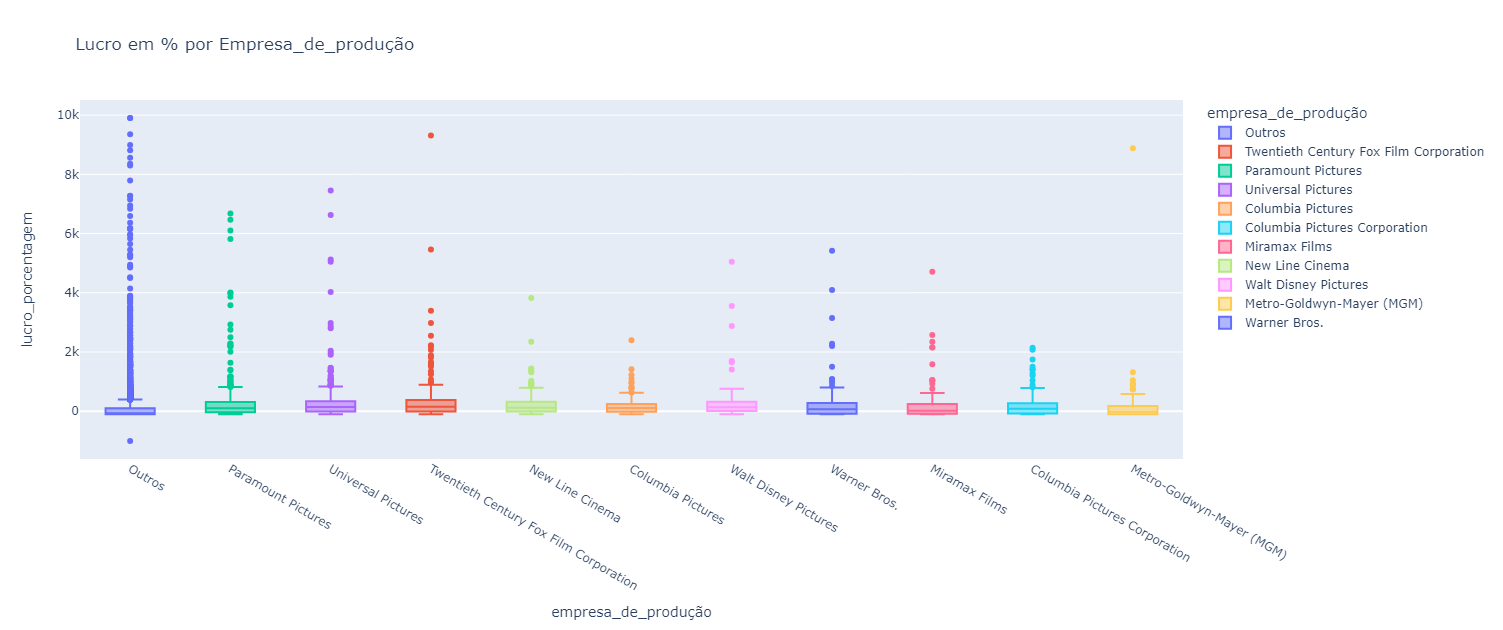 Lucro em % por Empresa_de_produção
lucro_porcentagem
10k
8k
6k
4k
2k
0
Outros
Paramount Pictures
Universal Pictures
Twentieth Century Fox Film Corporation
New Line Cinema
Columbia Pictures
Walt Disney Pictures
Warner Bros.
Miramax Films
Columbia Pictures Corporation
Metro-Goldwyn-Mayer (MGM)
empresa_de_produção
empresa_de_produção
Outros
Twentieth Century Fox Film Corporation
Paramount Pictures
Universal Pictures
Columbia Pictures
Columbia Pictures Corporation
Miramax Films
New Line Cinema
Walt Disney Pictures
Metro-Goldwyn-Mayer (MGM)
Warner Bros.